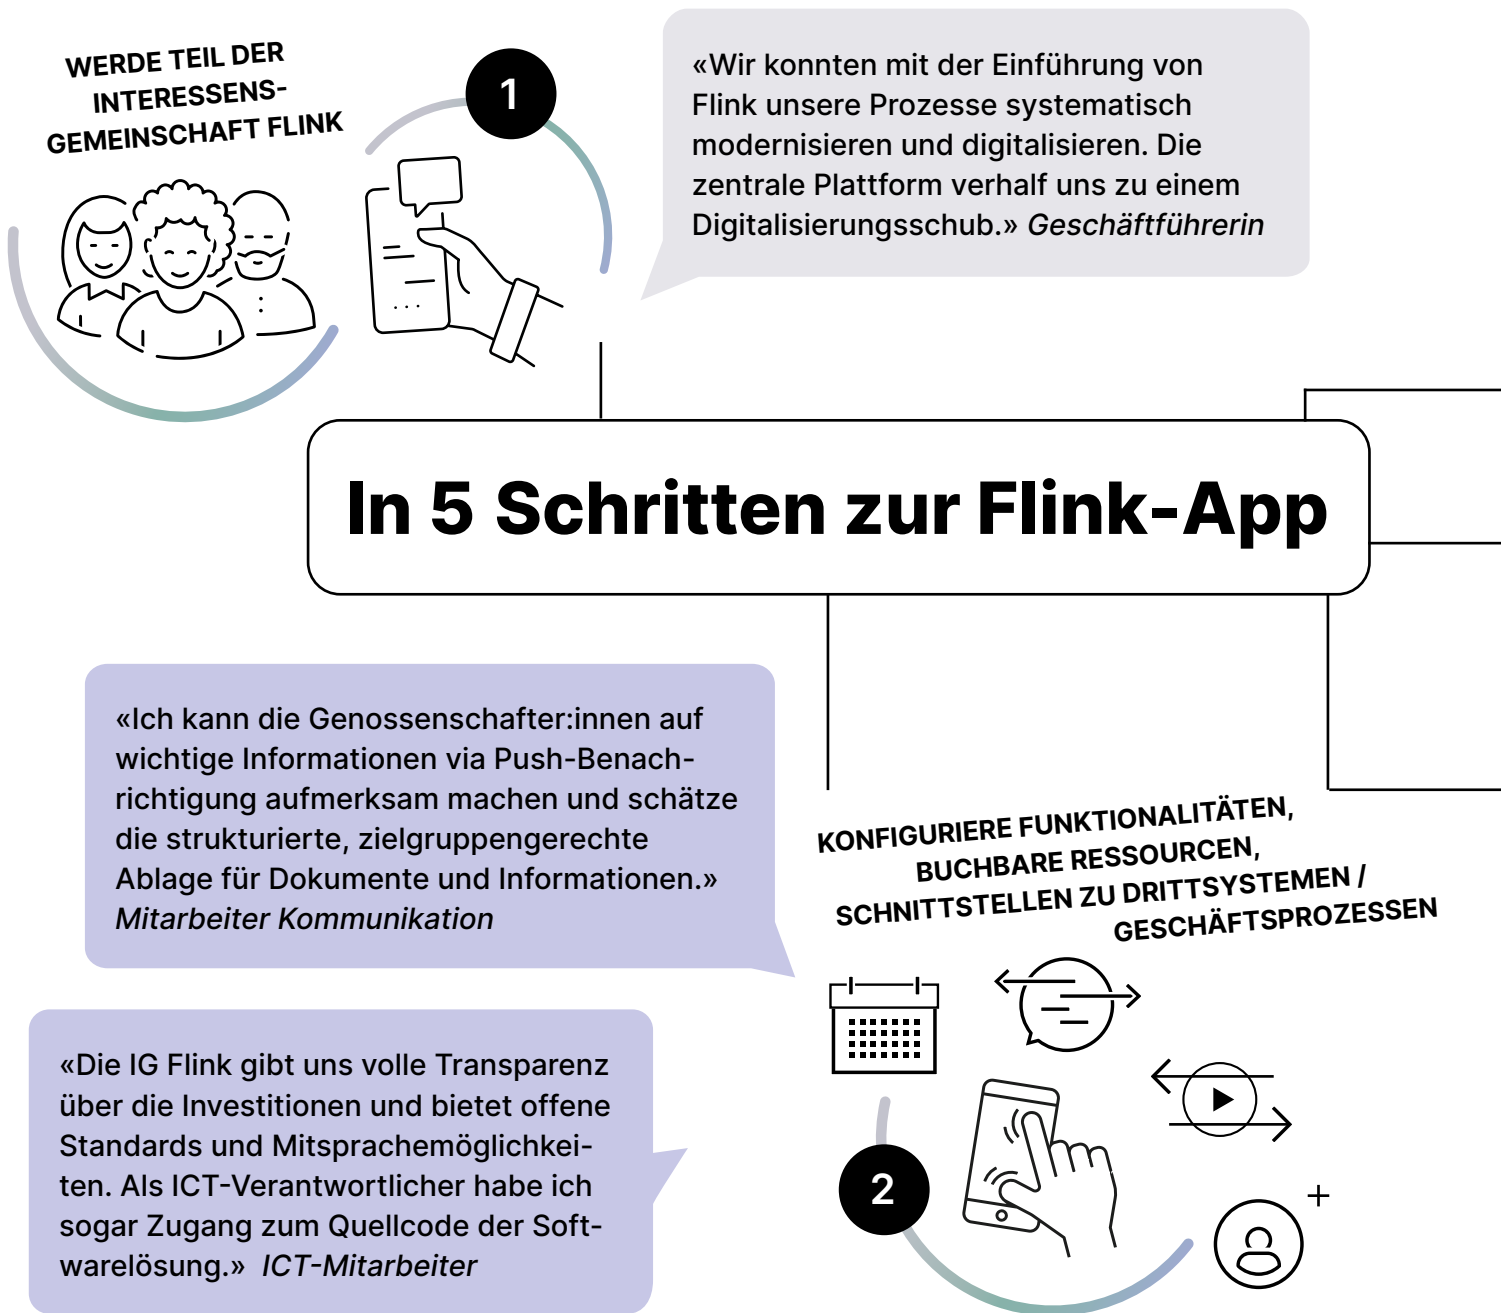 WERDE TEIL DER
INTERESSENS-
GEMEINSCHAFT FLINK
1
«Wir konnten mit der Einführung von
Flink unsere Prozesse systematisch
modernisieren und digitalisieren. Die
zentrale Plattform verhalf uns zu einem
Digitalisierungsschub.» Geschäftführerin
In 5 Schritten zur Flink-App
«Ich kann die Genossenschafter:innen auf
wichtige Informationen via Push-Benach-
richtigung aufmerksam machen und schätze
die strukturierte, zielgruppengerechte
Ablage für Dokumente und Informationen.»
Mitarbeiter Kommunikation
KONFIGURIERE FUNKTIONALITÄTEN,
BUCHBARE RESSOURCEN,
SCHNITTSTELLEN ZU DRITTSYSTEMEN /
GESCHÄFTSPROZESSEN
«Die IG Flink gibt uns volle Transparenz
über die Investitionen und bietet offene
Standards und Mitsprachemöglichkei-
ten. Als ICT-Verantwortlicher habe ich
sogar Zugang zum Quellcode der Soft-
warelösung.» ICT-Mitarbeiter
2